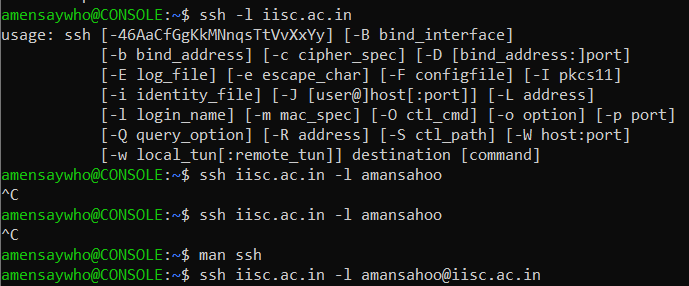 amensaywho@CONSOLE:~$ ssh -l iisc.ac.in
usage: ssh [-46AaCfGgKkMNnqsTtVvXxYy] [-B bind_interface]
           [-b bind_address] [-c cipher_spec] [-D [bind_address:]port]
           [-E log_file] [-e escape_char] [-F configfile] [-I pkcs11]
           [-i identity_file] [-J [user@]host[:port]] [-L address]
           [-l login_name] [-m mac_spec] [-O ctl_cmd] [-o option] [-p port]
           [-Q query_option] [-R address] [-S ctl_path] [-W host:port]
           [-w local_tun[:remote_tun]] destination [command]
amensaywho@CONSOLE:~$ ssh iisc.ac.in -l amansahoo
^C
amensaywho@CONSOLE:~$ ssh iisc.ac.in -l amansahoo
^C
amensaywho@CONSOLE:~$ man ssh
amensaywho@CONSOLE:~$ ssh iisc.ac.in -l amansahoo@iisc.ac.in